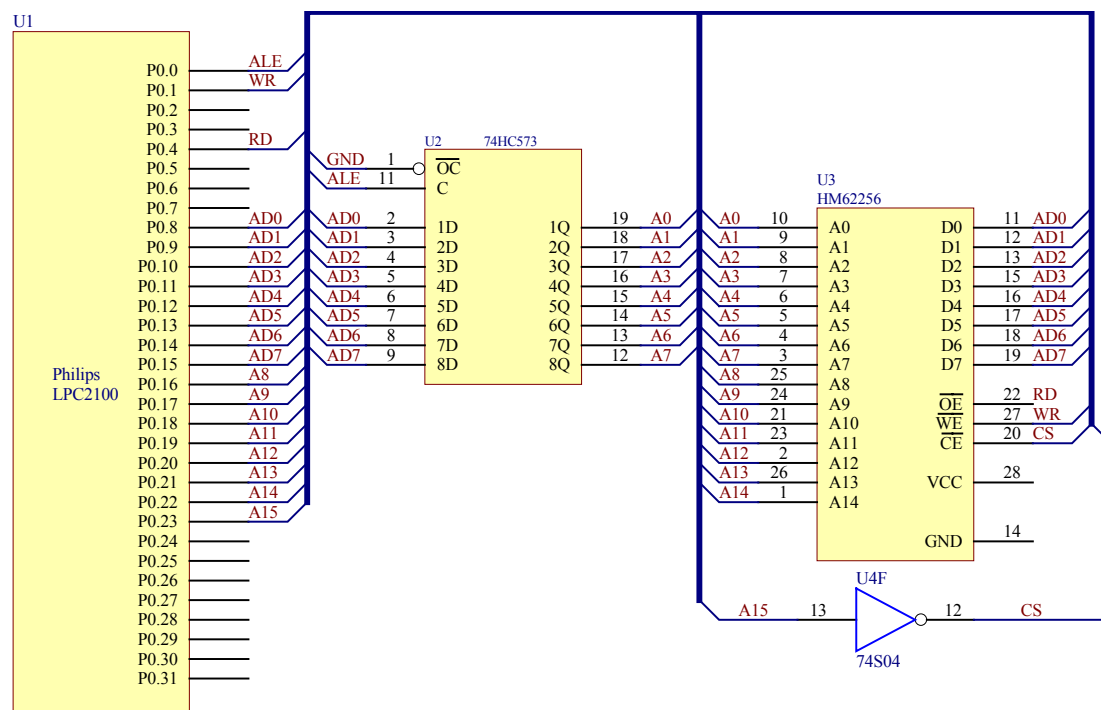 U1
P0.0 ALE
P0.1 WR
P0.2
P0.3
P0.4 RD
P0.5
P0.6
P0.7
P0.8 AD0
P0.9 AD1
P0.10 AD2
P0.11 AD3
P0.12 AD4
P0.13 AD5
P0.14 AD6
P0.15 AD7
P0.16 A8
P0.17 A9
P0.18 A10
P0.19 A11
P0.20 A12
P0.21 A13
P0.22 A14
P0.23 A15
P0.24
P0.25
P0.26
P0.27
P0.28
P0.29
P0.30
P0.31
Philips
LPC2100
U2 74HC573
GND 1 OC
ALE 11 C
AD0 2 1D 1Q 19 A0
AD1 3 2D 2Q 18 A1
AD2 4 3D 3Q 17 A2
AD3 5 4D 4Q 16 A3
AD4 6 5D 5Q 15 A4
AD5 7 6D 6Q 14 A5
AD6 8 7D 7Q 13 A6
AD7 9 8D 8Q 12 A7
U3
HM62256
A0 10 A0 D0 11 AD0
A1 9 A1 D1 12 AD1
A2 8 A2 D2 13 AD2
A3 7 A3 D3 15 AD3
A4 6 A4 D4 16 AD4
A5 5 A5 D5 17 AD5
A6 4 A6 D6 18 AD6
A7 3 A7 D7 19 AD7
A8 25 A8
A9 24 A9 OE 22 RD
A10 21 A10 WE 27 WR
A11 23 A11 CE 20 CS
A12 2 A12
A13 26 A13 VCC 28
A14 1 A14
GND 14
U4F
A15 13 12 CS
74S04